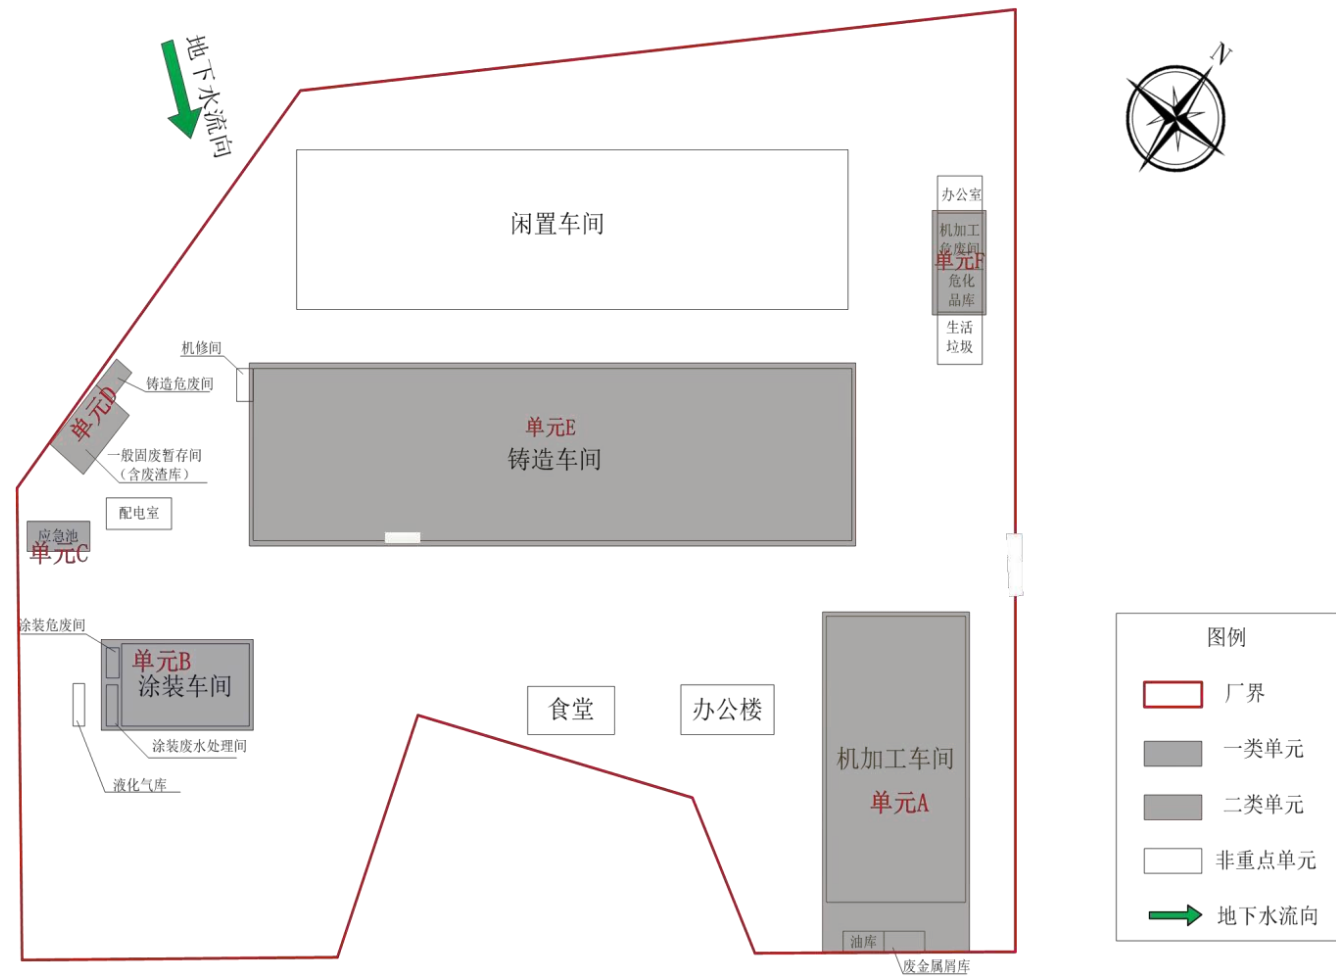 地下水流向
N
办公室
闲置车间
机加工
危废间
单元F
危化
品库
生活
垃圾
机修间
铸造危废间
单元D
单元E
铸造车间
一般固废暂存间
(含废渣库)
配电室
应急池
单元C
涂装危废间
单元B
涂装车间
涂装废水处理间
液化气库
食堂
办公楼
机加工车间
单元A
油库
废金属屑库
图例
厂界
一类单元
二类单元
非重点单元
地下水流向